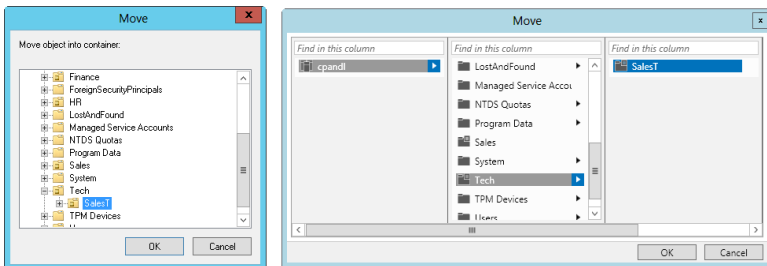 Move
x
Move object into container:
Finance
ForeignSecurityPrincipals
HR
LostAndFound
Managed Service Accounts
NTDS Quotas
Program Data
Sales
System
Tech
SalesT
TPM Devices
OK
Cancel
Move
x
Find in this column
Find in this column
Find in this column
cpandl
LostAndFound
Managed Service Accou
NTDS Quotas
Program Data
Sales
System
Tech
TPM Devices
Users
SalesT
OK
Cancel